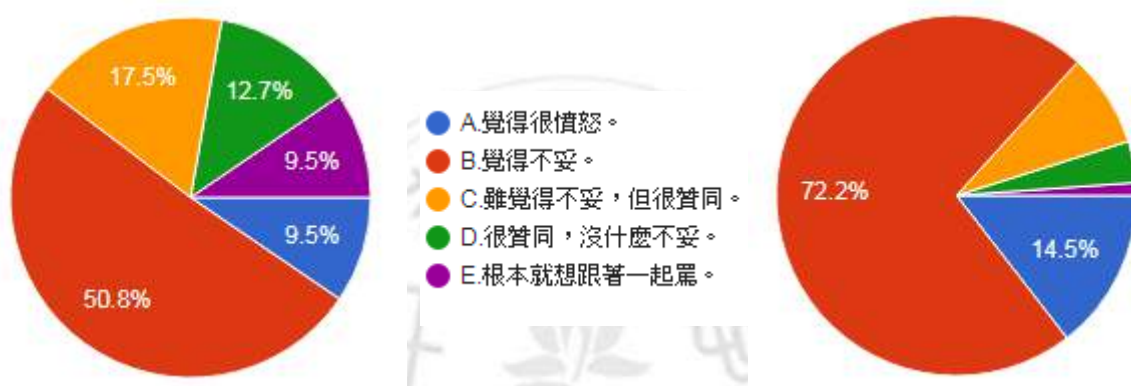 17.5%
12.7%
9.5%
9.5%
50.8%
A.覺得很憤怒。
B.覺得不妥。
C.雖覺得不妥,但很贊同。
D.很贊同,沒什麼不妥。
E.根本就想跟著一起罵。
72.2%
14.5%